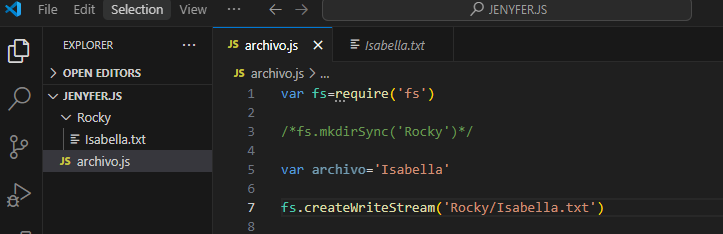 File Edit Selection View ··· JENYFER.JS
EXPLORER ···
OPEN EDITORS
JENYFER.JS
Rocky
Isabella.txt
JS archivo.js
JS archivo.js Isabella.txt
JS archivo.js > ...
1 var fs=require('fs')
2
3 /*fs.mkdirSync('Rocky')*/
4
5 var archivo='Isabella'
6
7 fs.createWriteStream('Rocky/Isabella.txt')
8